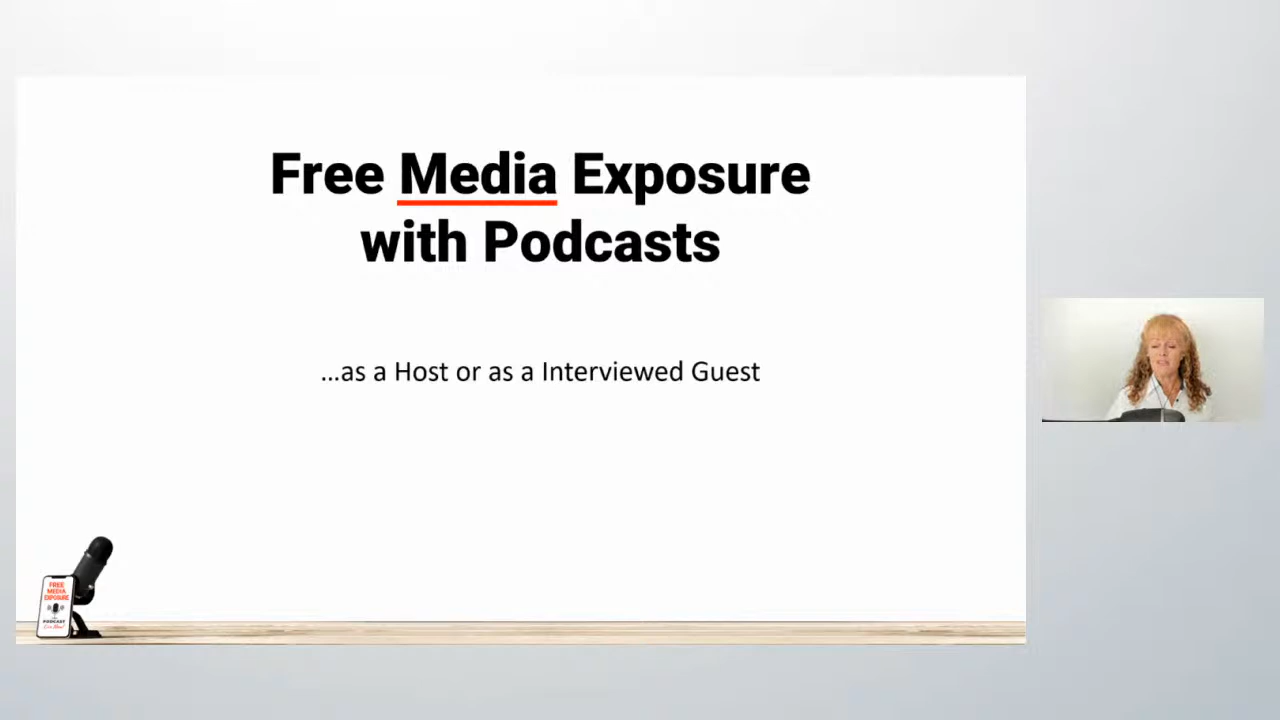 Free Media Exposure
with Podcasts
...as a Host or as a Interviewed Guest
FREE
MEDIA
EXPOSURE
PODCAST